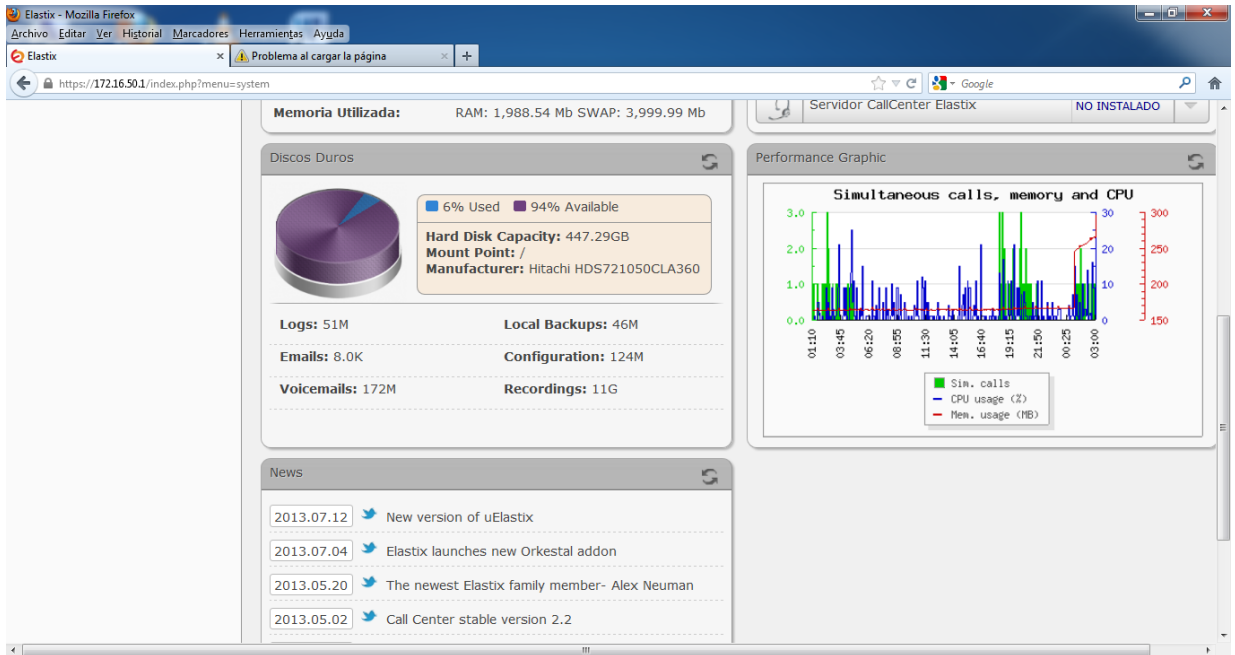 Elastix - Mozilla Firefox
Archivo Editar Ver Historial Marcadores Herramientas Ayuda
Elastix
Problema al cargar la página
https://172.16.50.1/index.php?menu=system
Google
Memoria Utilizada: RAM: 1,988.54 Mb SWAP: 3,999.99 Mb
Servidor CallCenter Elastix NO INSTALADO
Discos Duros
6% Used 94% Available
Hard Disk Capacity: 447.29GB
Mount Point: /
Manufacturer: Hitachi HDS721050CLA360
Logs: 51M Local Backups: 46M
Emails: 8.0K Configuration: 124M
Voicemails: 172M Recordings: 11G
Performance Graphic
Simultaneous calls, memory and CPU
3.0 30 300
2.0 20 250
1.0 10 200
0.0 0 150
01:10 03:45 06:20 08:55 11:30 14:05 16:40 19:15 21:50 00:25 03:00
Sim. calls
CPU usage (%)
Mem. usage (MB)
News
2013.07.12 New version of uElastix
2013.07.04 Elastix launches new Orkestal addon
2013.05.20 The newest Elastix family member- Alex Neuman
2013.05.02 Call Center stable version 2.2